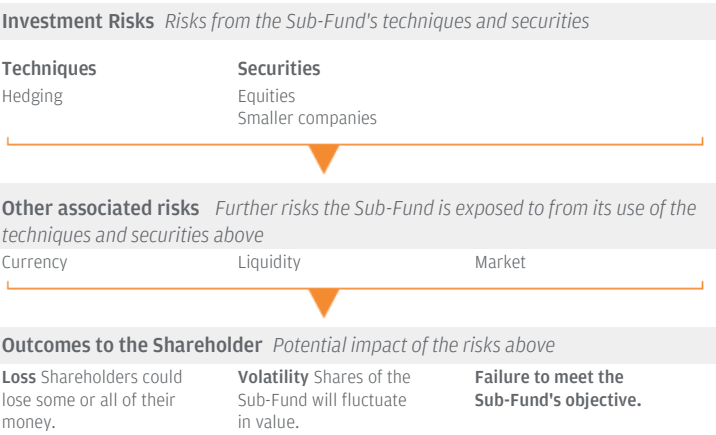 Investment Risks Risks from the Sub-Fund's techniques and securities
Techniques
Hedging
Securities
Equities
Smaller companies
Other associated risks Further risks the Sub-Fund is exposed to from its use of the
techniques and securities above
Currency
Liquidity
Market
Outcomes to the Shareholder Potential impact of the risks above
Loss Shareholders could
lose some or all of their
money.
Volatility Shares of the
Sub-Fund will fluctuate
in value.
Failure to meet the
Sub-Fund's objective.